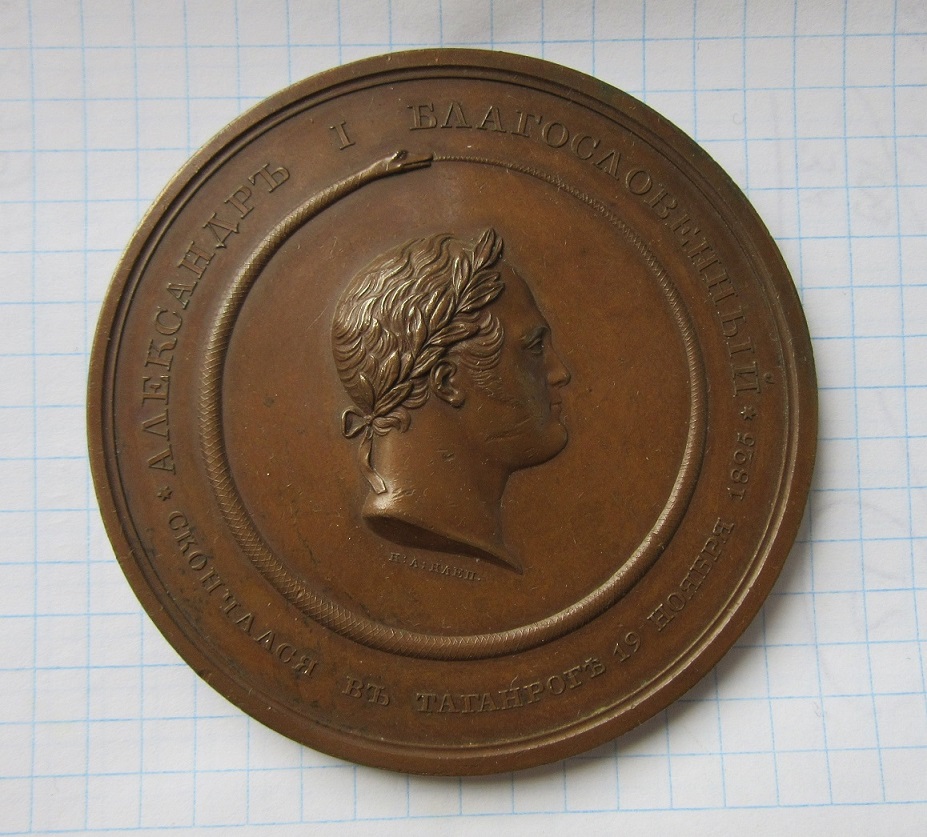 АЛЕКСАНДРЪ I БЛАГОСЛОВЕННЫЙ
* СКОНЧАЛСЯ ВЪ ТАГАНРОГѢ 19 НОЯБРЯ 1825 *